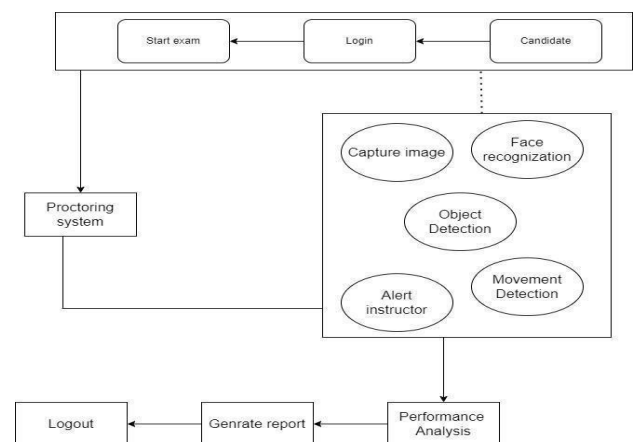 Start exam
Login
Candidate
Capture image
Face
recognization
Proctoring
system
Object
Detection
Alert
instructor
Movement
Detection
Logout
Genrate report
Performance
Analysis